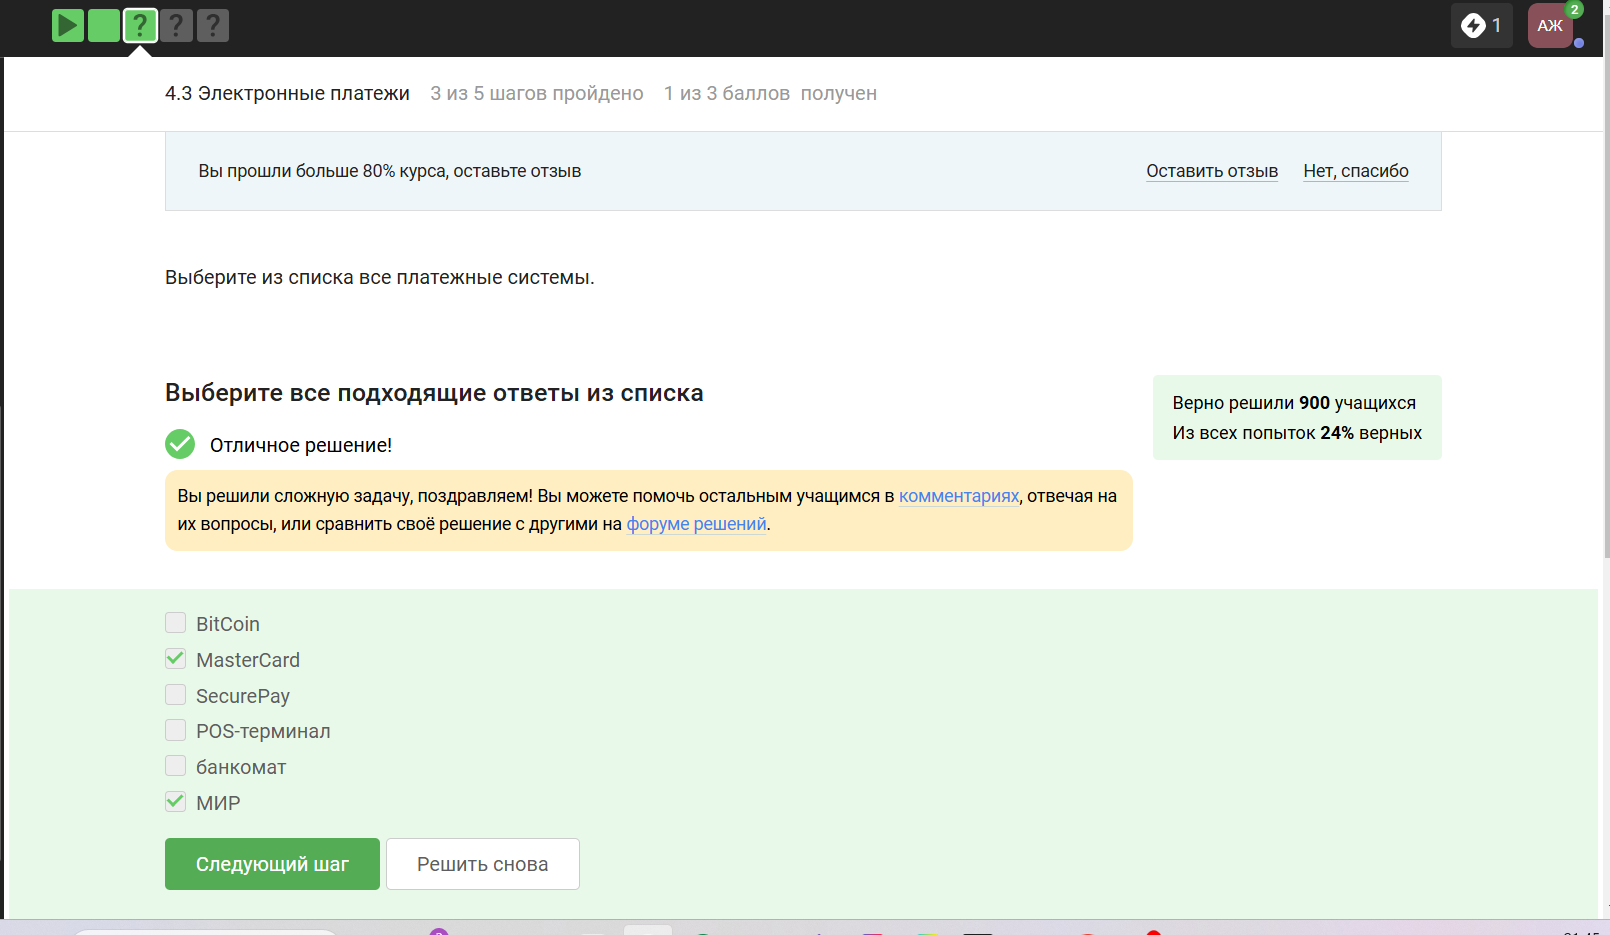 1
АЖ
2
4.3 Электронные платежи 3 из 5 шагов пройдено 1 из 3 баллов получен
Вы прошли больше 80% курса, оставьте отзыв
Оставить отзыв Нет, спасибо
Выберите из списка все платежные системы.
Выберите все подходящие ответы из списка
Верно решили 900 учащихся
Из всех попыток 24% верных
Отличное решение!
Вы решили сложную задачу, поздравляем! Вы можете помочь остальным учащимся в комментариях, отвечая на
их вопросы, или сравнить своё решение с другими на форуме решений.
BitCoin
MasterCard
SecurePay
POS-терминал
банкомат
МИР
Следующий шаг
Решить снова